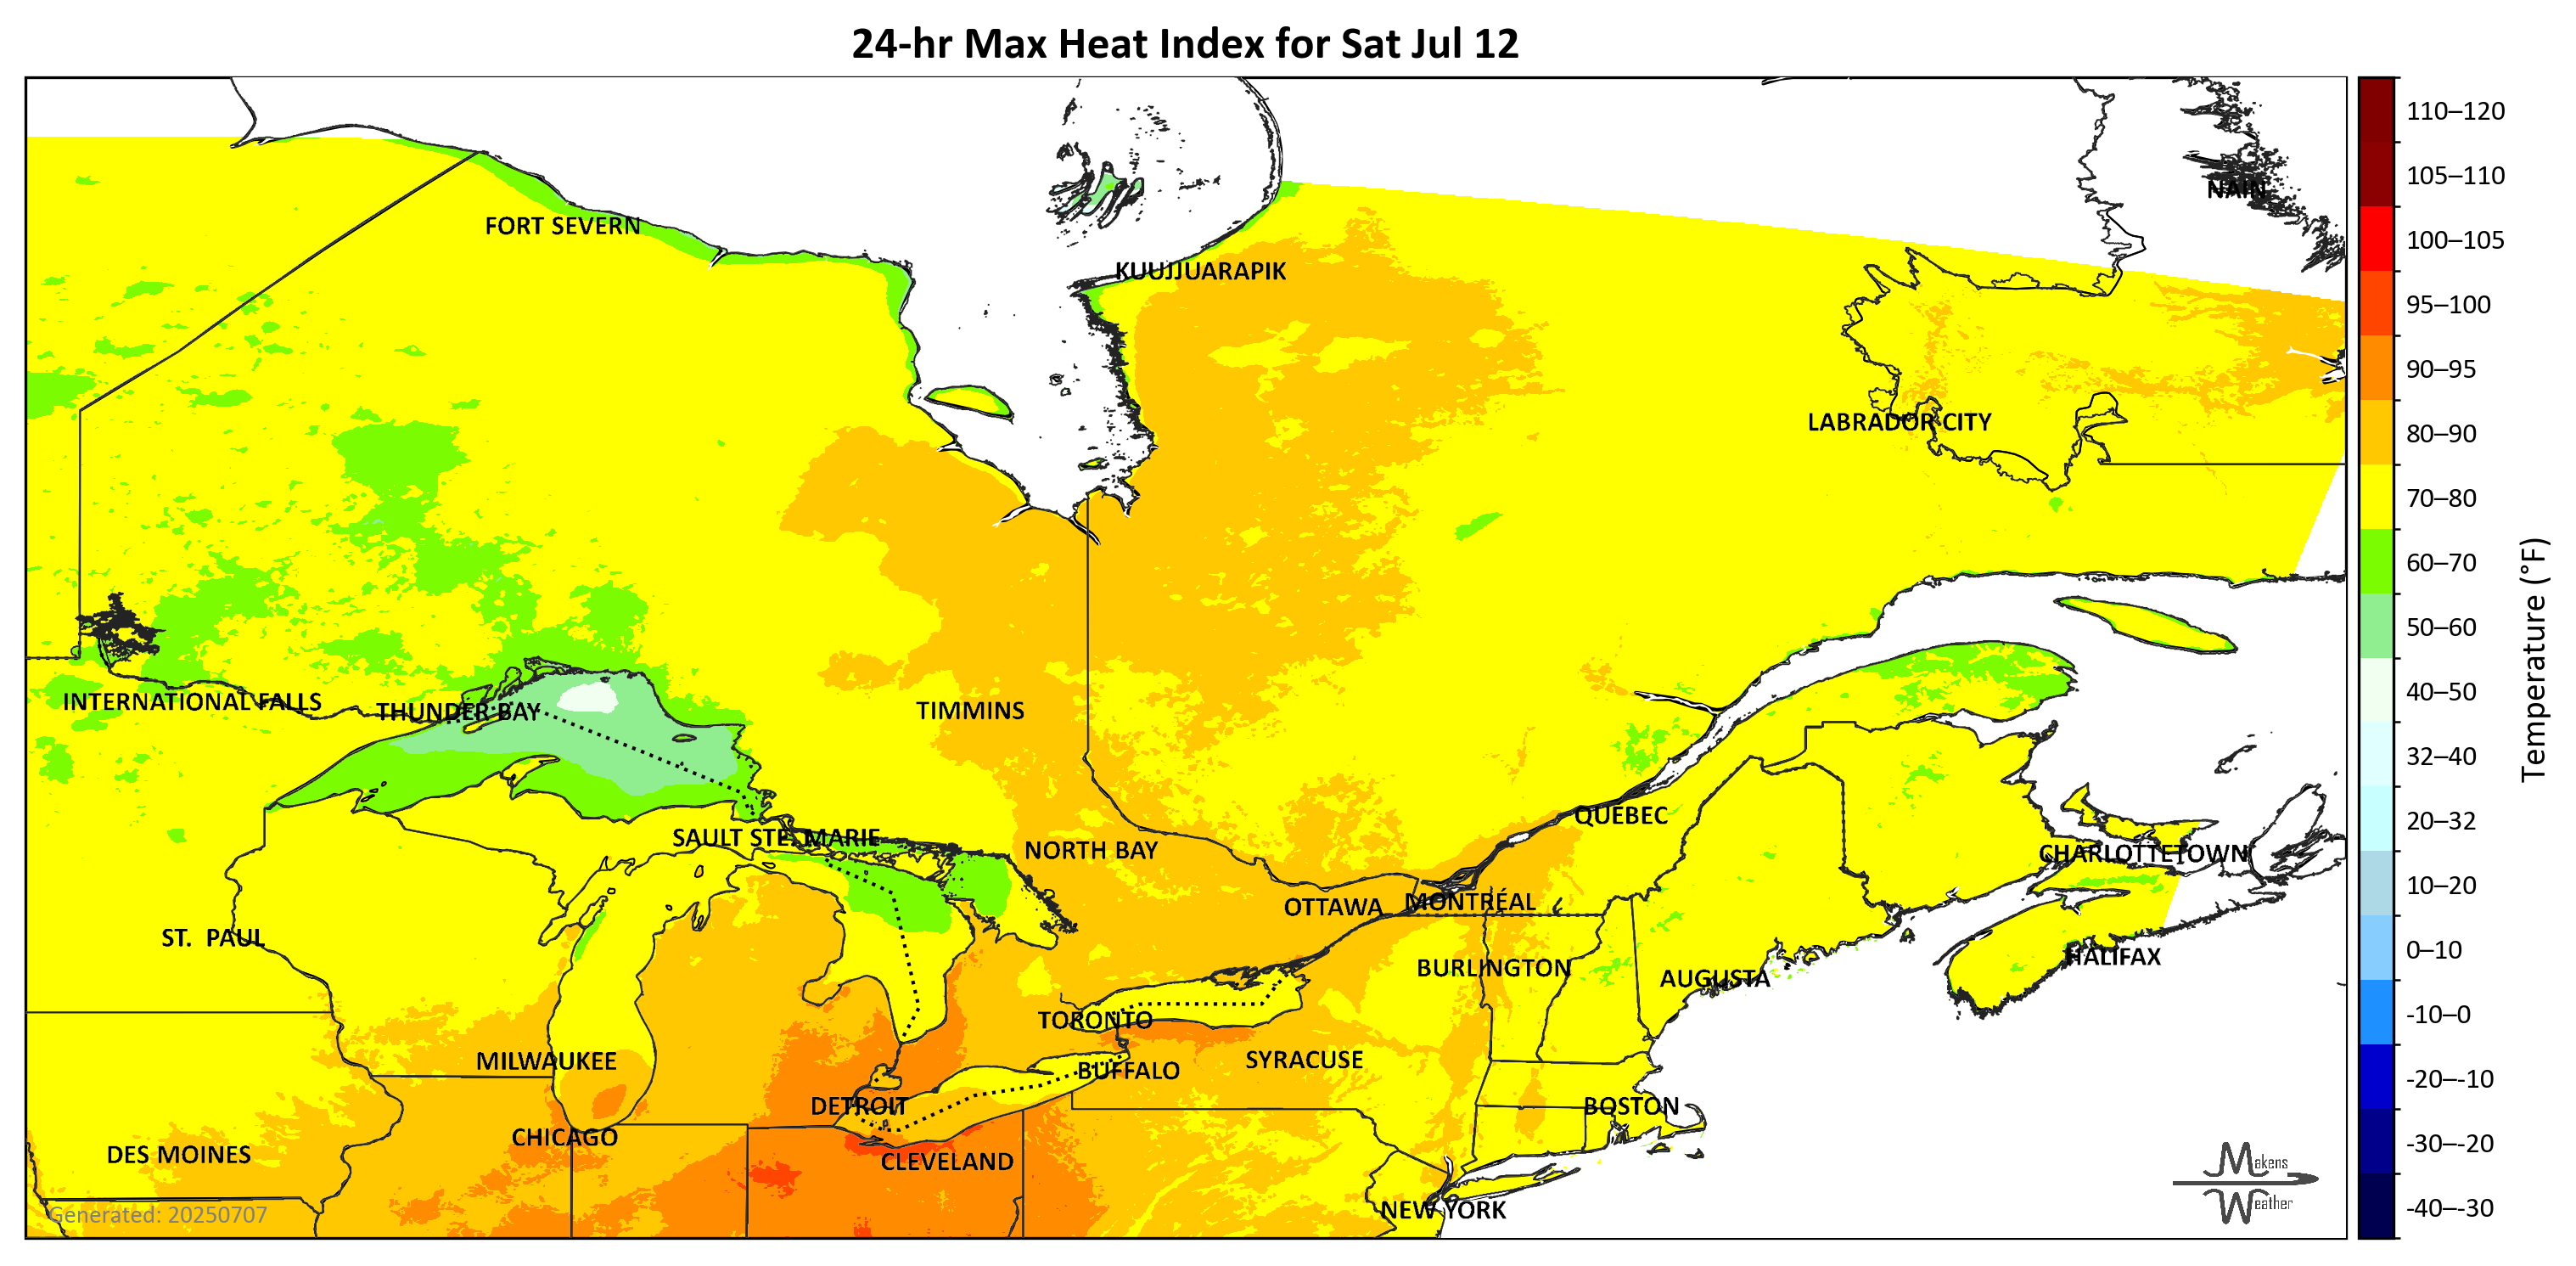 24-hr Max Heat Index for Sat Jul 12
NAIN
FORT SEVERN
KUUJJUARAPIK
LABRADOR CITY
INTERNATIONAL FALLS
THUNDER BAY
TIMMINS
QUEBEC
SAULT STE. MARIE
NORTH BAY
CHARLOTTETOWN
OTTAWA
MONTRÉAL
ST. PAUL
HALIFAX
BURLINGTON
AUGUSTA
TORONTO
MILWAUKEE
SYRACUSE
BUFFALO
DETROIT
BOSTON
CHICAGO
DES MOINES
CLEVELAND
NEW YORK
Generated: 20250707
Makens
Weather
110–120
105–110
100–105
95–100
90–95
80–90
70–80
60–70
50–60
40–50
32–40
20–32
10–20
0–10
-10–0
-20–-10
-30–-20
-40–-30
Temperature (°F)